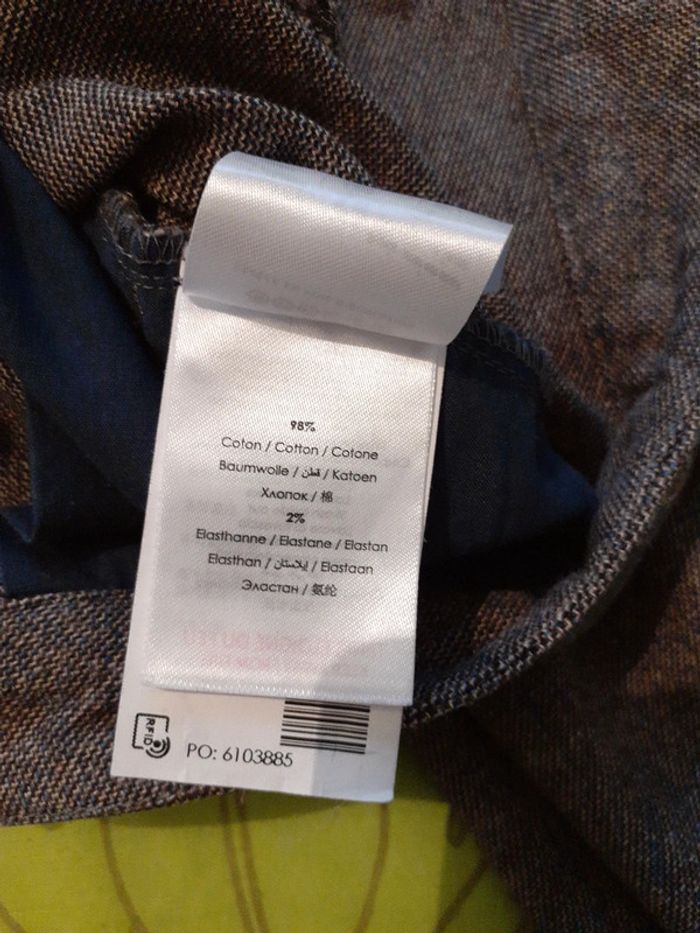 98%
Coton / Cotton / Cotone
Baumwolle / قطن / Katoen
Хлопок / 棉
2%
Elasthanne / Elastane / Elastan
Elasthan / إيلاستان / Elastaan
Эластан / 氨纶
RFID
PO: 6103885